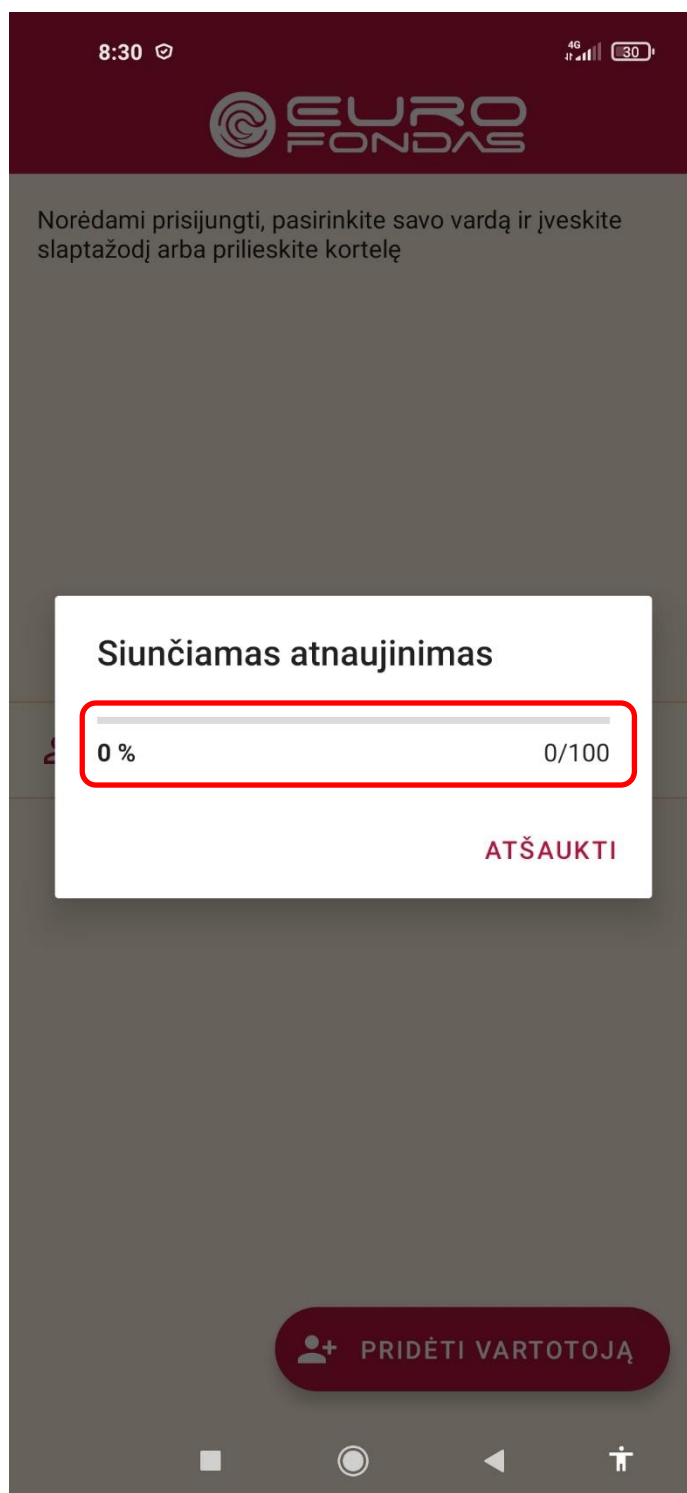 8:30
4G
30
EURO
FONDAS
Norėdami prisijungti, pasirinkite savo vardą ir įveskite
slaptažodį arba prilieskite kortelę
Siunčiamas atnaujinimas
0 % 0/100
ATŠAUKTI
PRIDĖTI VARTOTOJĄ